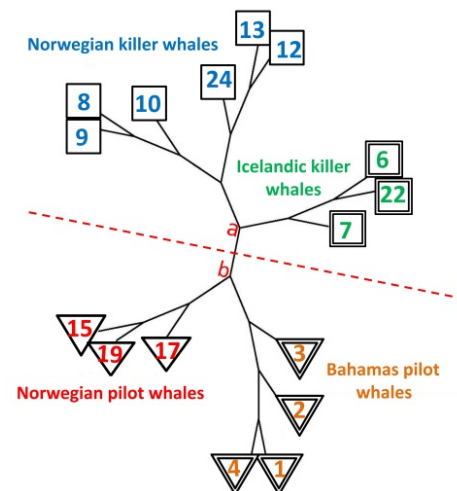 Norwegian killer whales
13
12
24
8
10
9
Icelandic killer
whales
6
22
7
a
b
15
19
17
3
Norwegian pilot whales
Bahamas pilot
whales
2
4
1